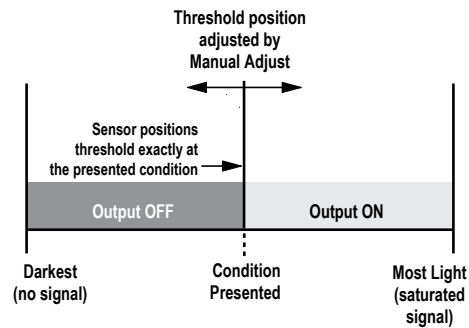 Threshold position
adjusted by
Manual Adjust
Sensor positions
threshold exactly at
the presented condition
Output OFF
Output ON
Darkest
(no signal)
Condition
Presented
Most Light
(saturated
signal)